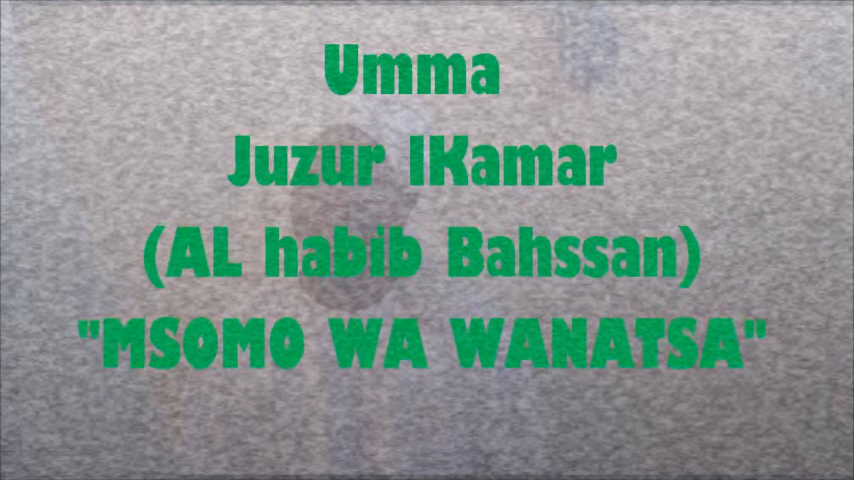 Umma
Juzur lKamar
(AL habib Bahssan)
"MSOMO WA WANATSA"